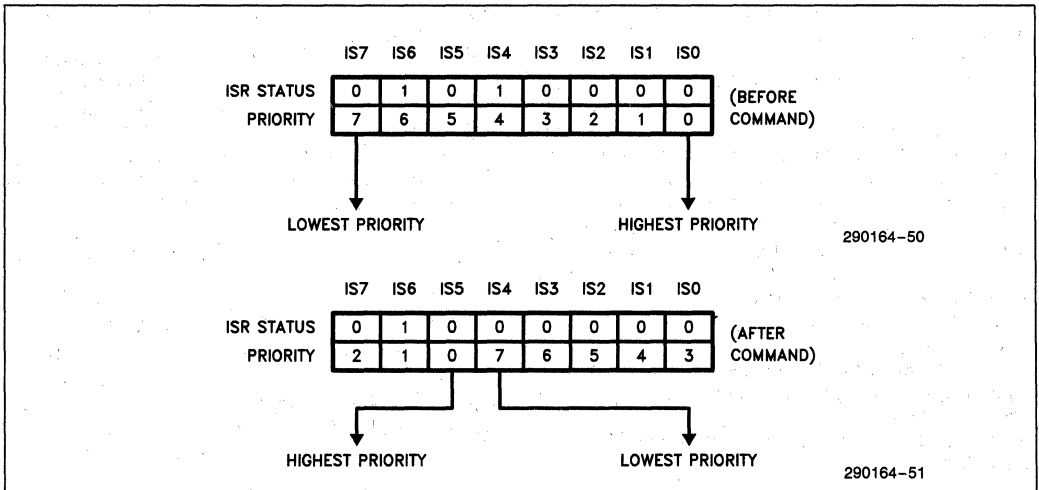 IS7 IS6 IS5 IS4 IS3 IS2 IS1 IS0
ISR STATUS 0 1 0 1 0 0 0 0 (BEFORE
PRIORITY 7 6 5 4 3 2 1 0 COMMAND)
LOWEST PRIORITY HIGHEST PRIORITY
290164-50
IS7 IS6 IS5 IS4 IS3 IS2 IS1 IS0
ISR STATUS 0 1 0 0 0 0 0 0 (AFTER
PRIORITY 2 1 0 7 6 5 4 3 COMMAND)
HIGHEST PRIORITY LOWEST PRIORITY
290164-51